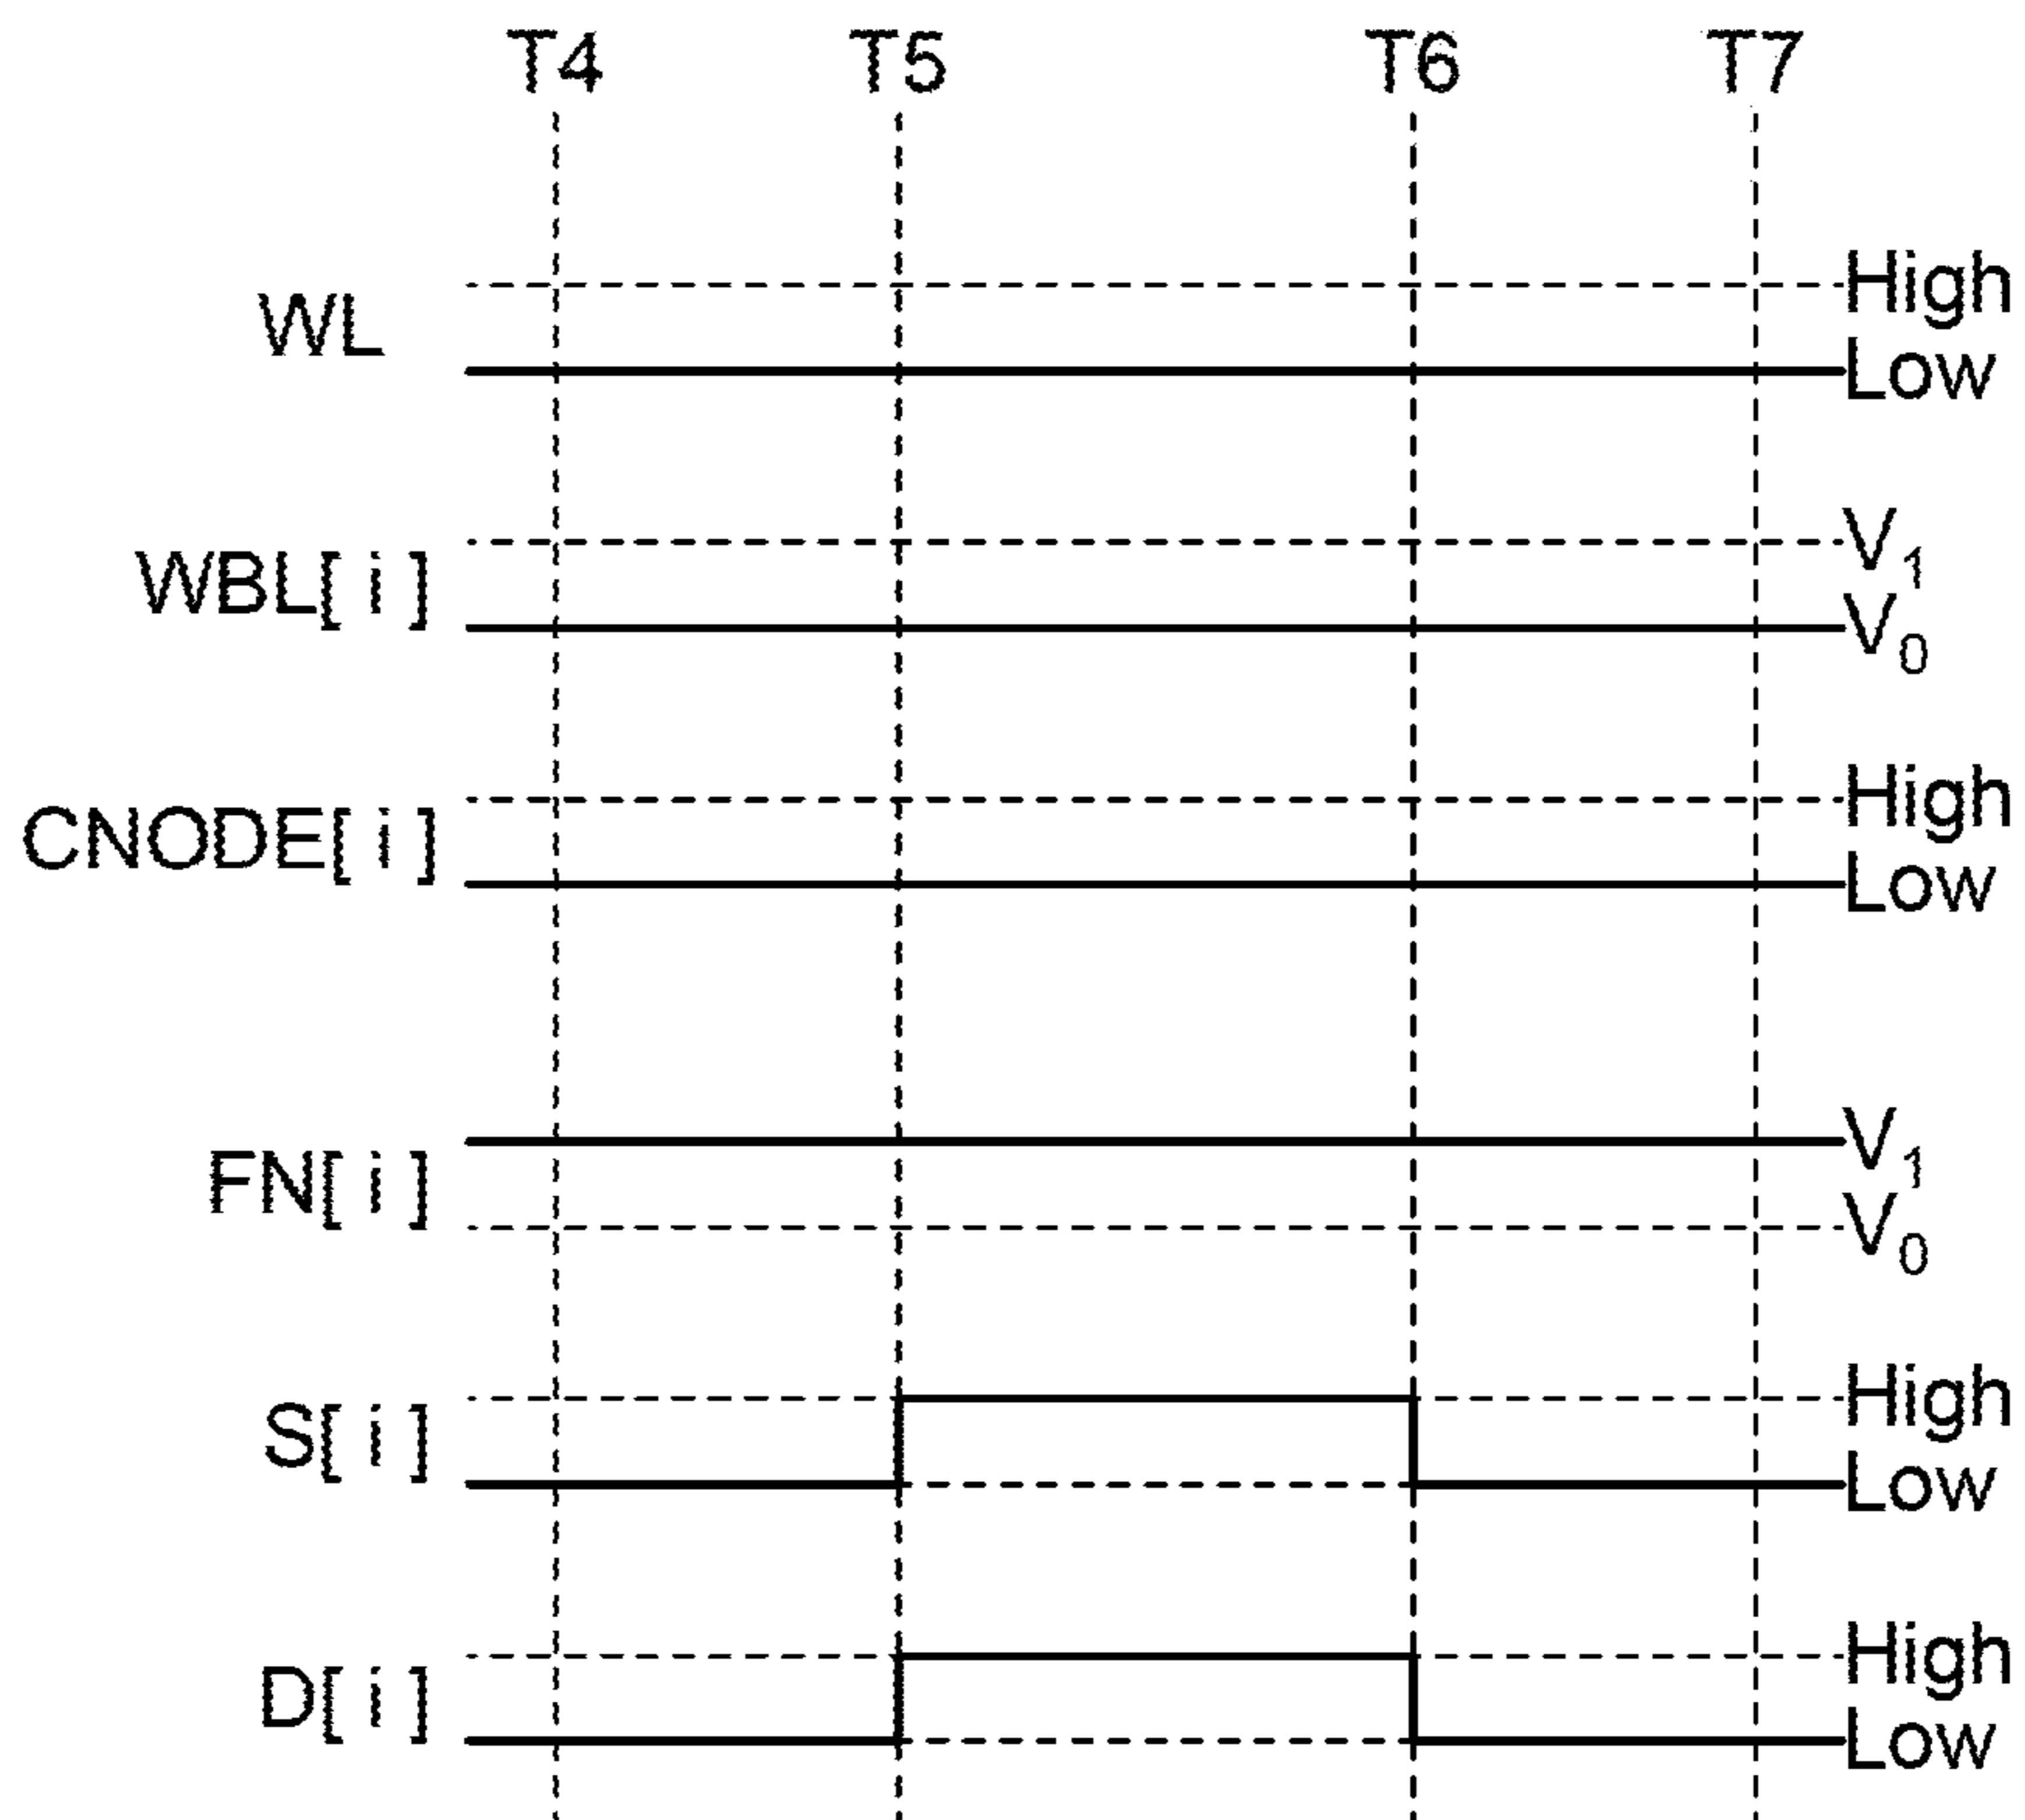 T4 T5 T6 T7
WL High
Low
WBL[ i ] V1
V0
CNODE[ i ] High
Low
FN[ i ] V1
V0
S[ i ] High
Low
D[ i ] High
Low